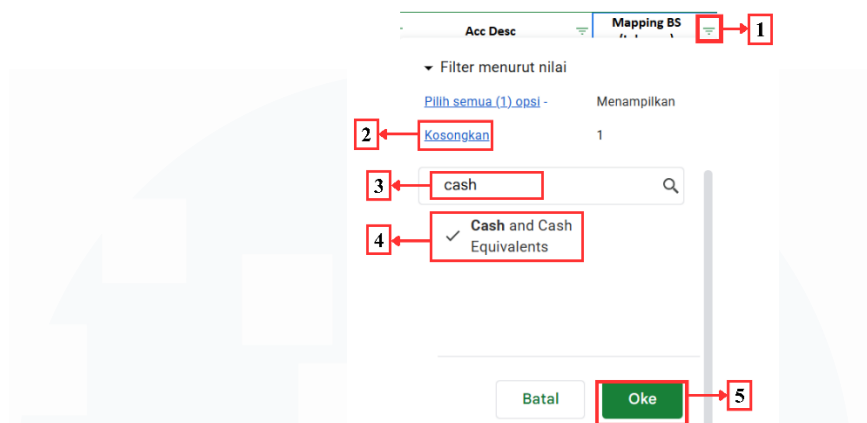 Acc Desc
Mapping BS
1
Filter menurut nilai
Pilih semua (1) opsi -
Menampilkan
2
Kosongkan
1
3
cash
4
Cash and Cash
Equivalents
Batal
Oke
5